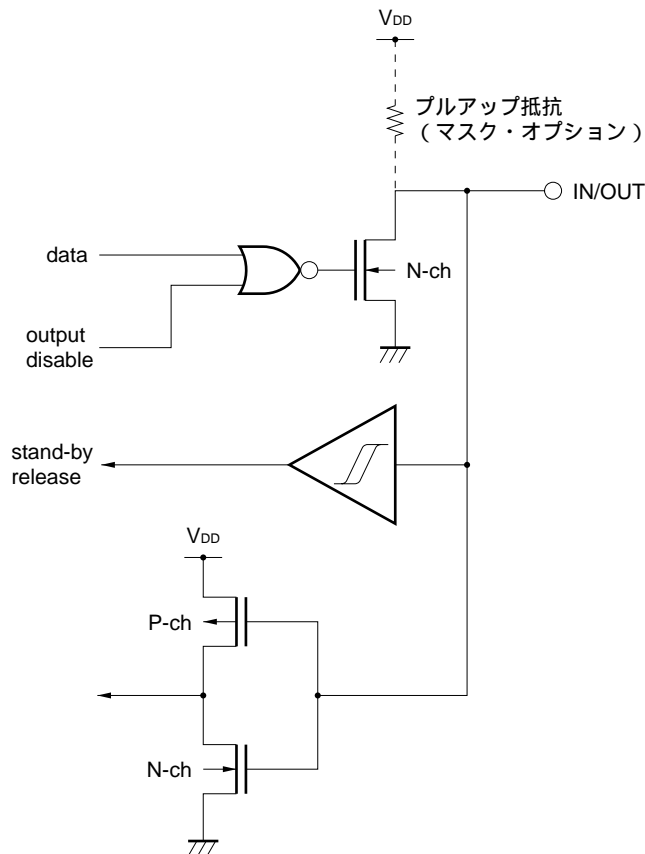 VDD
プルアップ抵抗
(マスク・オプション)
IN/OUT
data
N-ch
output
disable
stand-by
release
VDD
P-ch
N-ch